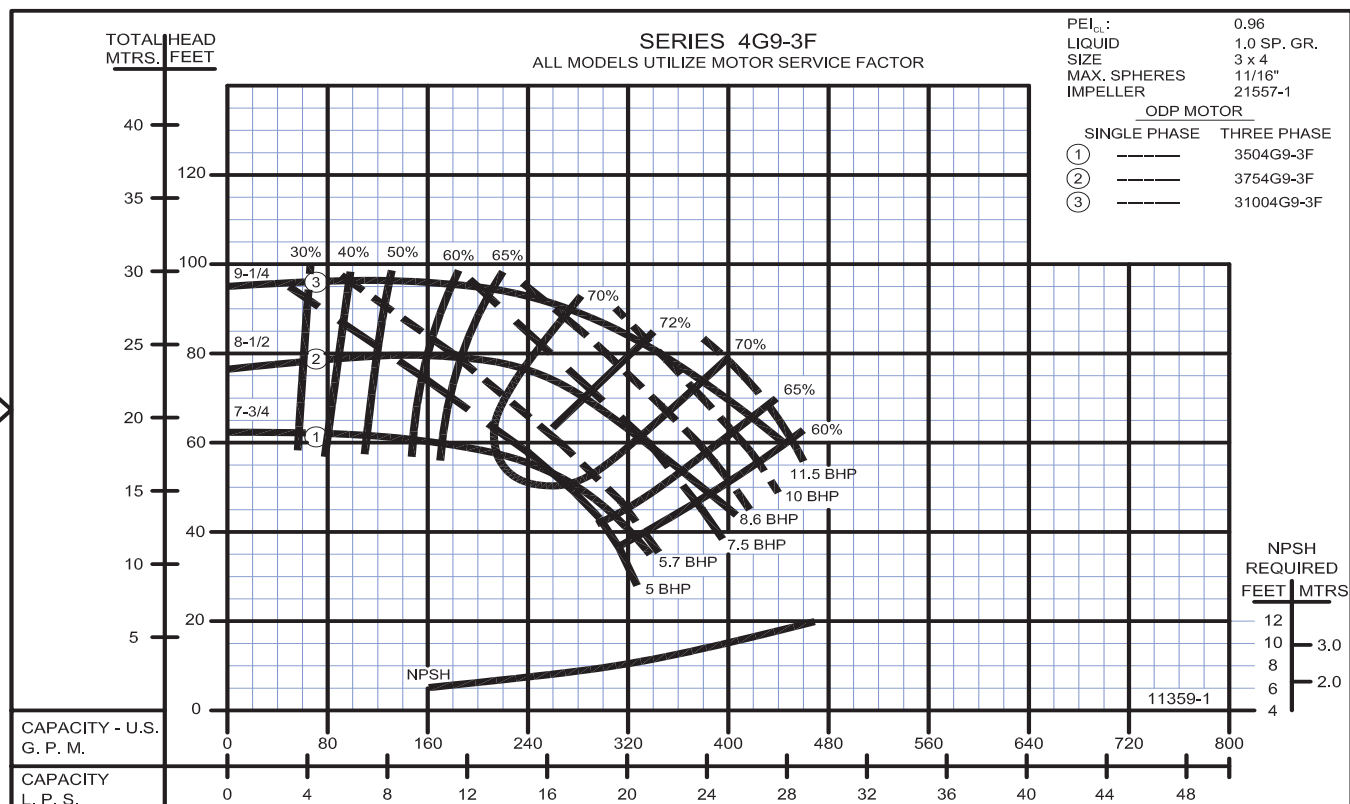 TOTAL HEAD
MTRS. FEET
SERIES 4G9-3F
ALL MODELS UTILIZE MOTOR SERVICE FACTOR
PEICL: 0.96
LIQUID 1.0 SP. GR.
SIZE 3 x 4
MAX. SPHERES 11/16"
IMPELLER 21557-1
ODP MOTOR
SINGLE PHASE THREE PHASE
1 ———— 3504G9-3F
2 ———— 3754G9-3F
3 ———— 31004G9-3F
40
120
35
30% 40% 50% 60% 65%
100
30
9-1/4
3
70%
72%
8-1/2
80
25
2
70%
7-3/4
20
65%
60
1
60%
11.5 BHP
15
10 BHP
8.6 BHP
40
7.5 BHP
10
5.7 BHP
5 BHP
NPSH
REQUIRED
FEET MTRS
20
12
5
10
3.0
8
NPSH
6
2.0
11359-1
0
4
CAPACITY - U.S.
G. P. M.
0 80 160 240 320 400 480 560 640 720 800
CAPACITY
L. P. S.
0 4 8 12 16 20 24 28 36 40 44 48